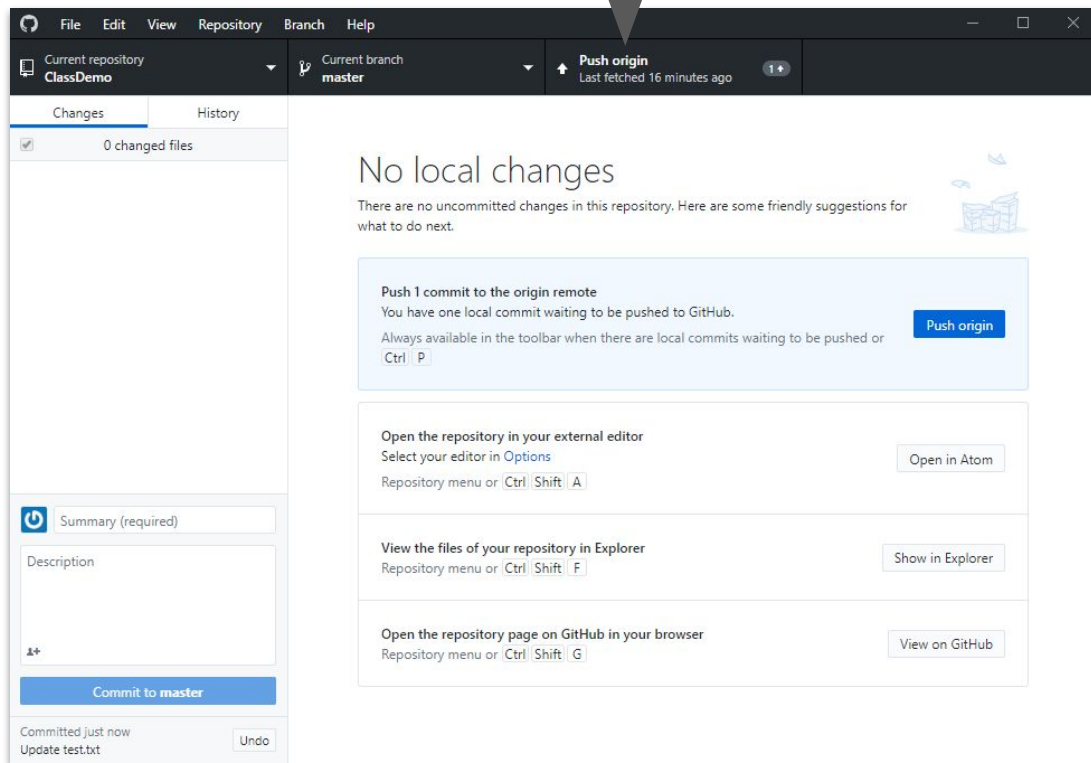 File Edit View Repository Branch Help
Current repository
ClassDemo
Current branch
master
Push origin
Last fetched 16 minutes ago
1
Changes History
0 changed files
No local changes
There are no uncommitted changes in this repository. Here are some friendly suggestions for
what to do next.
Push 1 commit to the origin remote
You have one local commit waiting to be pushed to GitHub.
Always available in the toolbar when there are local commits waiting to be pushed or
Ctrl P
Push origin
Open the repository in your external editor
Select your editor in Options
Repository menu or Ctrl Shift A
Open in Atom
View the files of your repository in Explorer
Repository menu or Ctrl Shift F
Show in Explorer
Open the repository page on GitHub in your browser
Repository menu or Ctrl Shift G
View on GitHub
Summary (required)
Description
Commit to master
Committed just now
Update test.txt
Undo